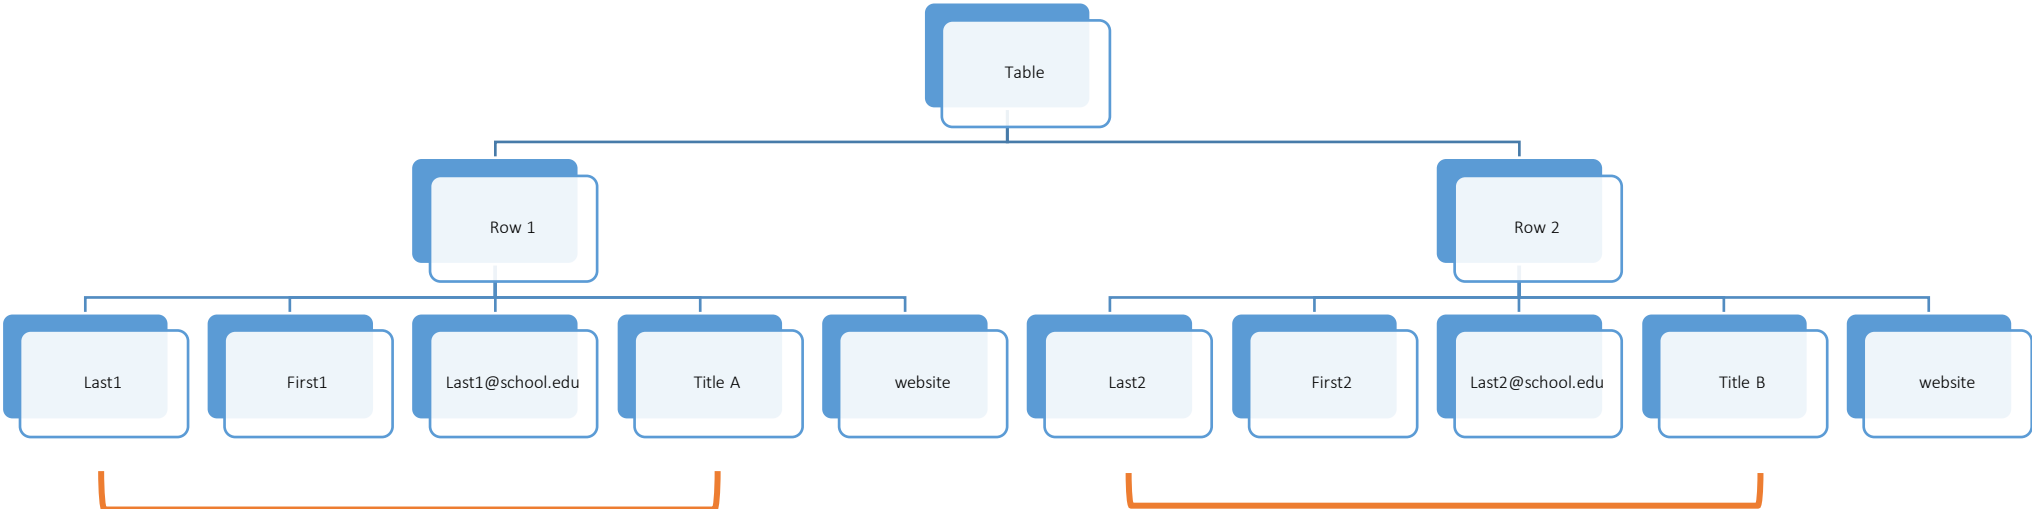 Table
Row 1
Row 2
Last1
First1
Last1@school.edu
Title A
website
Last2
First2
Last2@school.edu
Title B
website